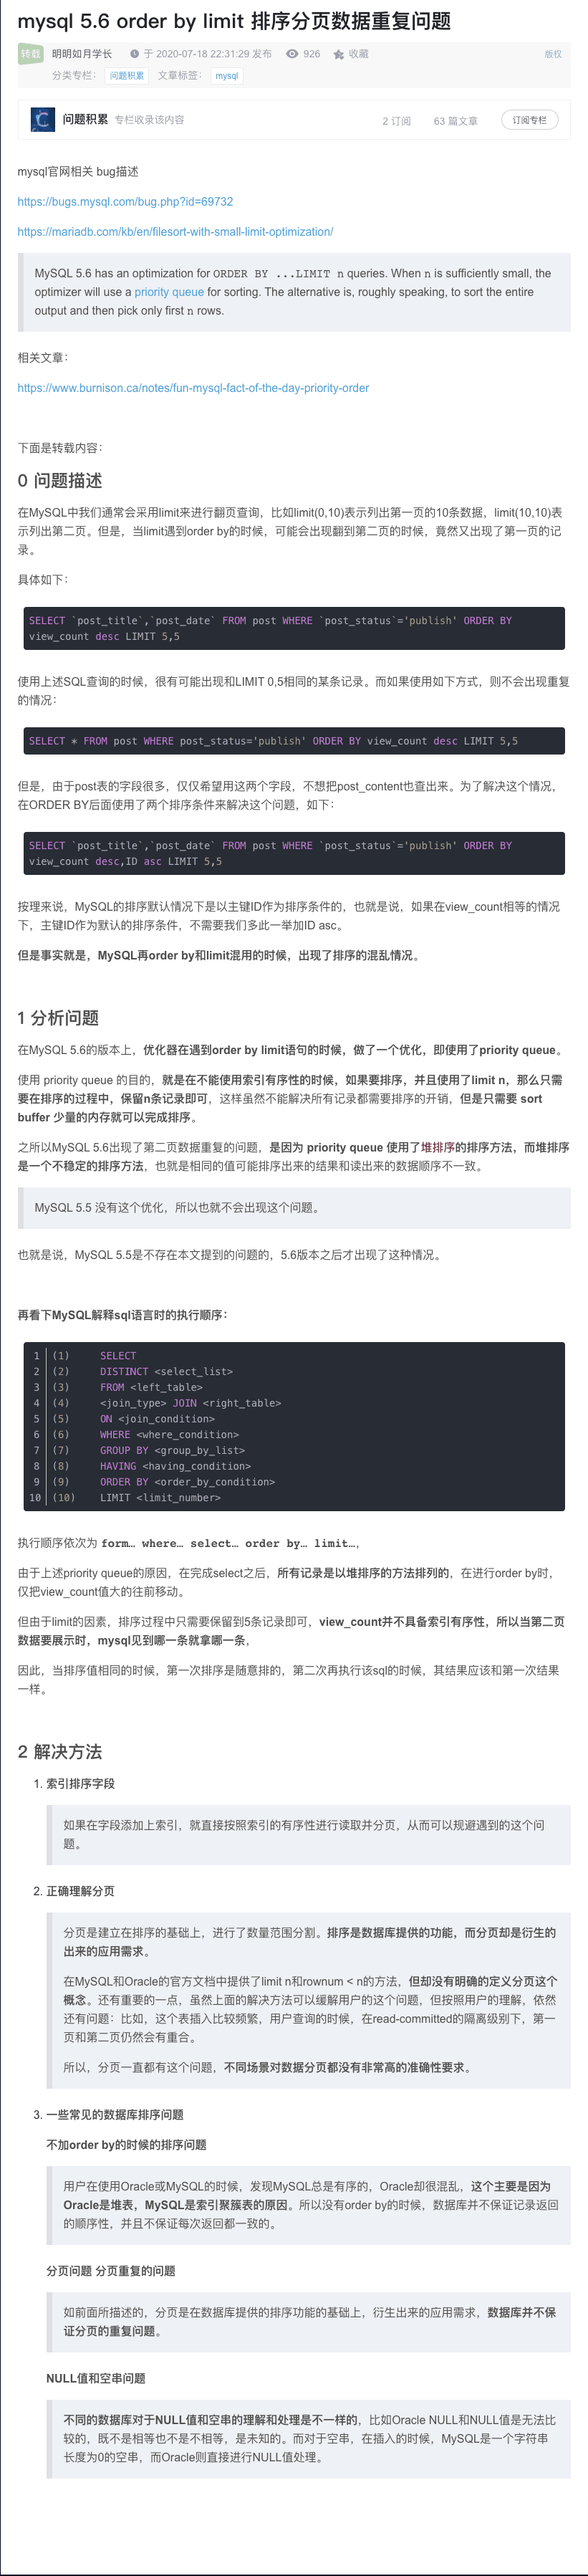 mysql 5.6 order by limit 排序分页数据重复问题
转载 明明如月学长 于 2020-07-18 22:31:29 发布 926 收藏 版权
分类专栏： 问题积累 文章标签： mysql
问题积累 专栏收录该内容 2 订阅 63 篇文章 订阅专栏
mysql官网相关 bug描述
https://bugs.mysql.com/bug.php?id=69732
https://mariadb.com/kb/en/filesort-with-small-limit-optimization/
MySQL 5.6 has an optimization for ORDER BY ...LIMIT n queries. When n is sufficiently small, the
optimizer will use a priority queue for sorting. The alternative is, roughly speaking, to sort the entire
output and then pick only first n rows.
相关文章：
https://www.burnison.ca/notes/fun-mysql-fact-of-the-day-priority-order
下面是转载内容：
0 问题描述
在MySQL中我们通常会采用limit来进行翻页查询，比如limit(0,10)表示列出第一页的10条数据，limit(10,10)表
示列出第二页。但是，当limit遇到order by的时候，可能会出现翻到第二页的时候，竟然又出现了第一页的记
录。
具体如下：
SELECT `post_title`,`post_date` FROM post WHERE `post_status`='publish' ORDER BY
view_count desc LIMIT 5,5
使用上述SQL查询的时候，很有可能出现和LIMIT 0,5相同的某条记录。而如果使用如下方式，则不会出现重复
的情况：
SELECT * FROM post WHERE post_status='publish' ORDER BY view_count desc LIMIT 5,5
但是，由于post表的字段很多，仅仅希望用这两个字段，不想把post_content也查出来。为了解决这个情况，
在ORDER BY后面使用了两个排序条件来解决这个问题，如下：
SELECT `post_title`,`post_date` FROM post WHERE `post_status`='publish' ORDER BY
view_count desc,ID asc LIMIT 5,5
按理来说，MySQL的排序默认情况下是以主键ID作为排序条件的，也就是说，如果在view_count相等的情况
下，主键ID作为默认的排序条件，不需要我们多此一举加ID asc。
但是事实就是，MySQL再order by和limit混用的时候，出现了排序的混乱情况。
1 分析问题
在MySQL 5.6的版本上，优化器在遇到order by limit语句的时候，做了一个优化，即使用了priority queue。
使用 priority queue 的目的，就是在不能使用索引有序性的时候，如果要排序，并且使用了limit n，那么只需
要在排序的过程中，保留n条记录即可，这样虽然不能解决所有记录都需要排序的开销，但是只需要 sort
buffer 少量的内存就可以完成排序。
之所以MySQL 5.6出现了第二页数据重复的问题，是因为 priority queue 使用了堆排序的排序方法，而堆排序
是一个不稳定的排序方法，也就是相同的值可能排序出来的结果和读出来的数据顺序不一致。
MySQL 5.5 没有这个优化，所以也就不会出现这个问题。
也就是说，MySQL 5.5是不存在本文提到的问题的，5.6版本之后才出现了这种情况。
再看下MySQL解释sql语言时的执行顺序：
1 (1) SELECT
2 (2) DISTINCT <select_list>
3 (3) FROM <left_table>
4 (4) <join_type> JOIN <right_table>
5 (5) ON <join_condition>
6 (6) WHERE <where_condition>
7 (7) GROUP BY <group_by_list>
8 (8) HAVING <having_condition>
9 (9) ORDER BY <order_by_condition>
10 (10) LIMIT <limit_number>
执行顺序依次为 form… where… select… order by… limit…，
由于上述priority queue的原因，在完成select之后，所有记录是以堆排序的方法排列的，在进行order by时，
仅把view_count值大的往前移动。
但由于limit的因素，排序过程中只需要保留到5条记录即可，view_count并不具备索引有序性，所以当第二页
数据要展示时，mysql见到哪一条就拿哪一条，
因此，当排序值相同的时候，第一次排序是随意排的，第二次再执行该sql的时候，其结果应该和第一次结果
一样。
2 解决方法
1. 索引排序字段
如果在字段添加上索引，就直接按照索引的有序性进行读取并分页，从而可以规避遇到的这个问
题。
2. 正确理解分页
分页是建立在排序的基础上，进行了数量范围分割。排序是数据库提供的功能，而分页却是衍生的
出来的应用需求。
在MySQL和Oracle的官方文档中提供了limit n和rownum < n的方法，但却没有明确的定义分页这个
概念。还有重要的一点，虽然上面的解决方法可以缓解用户的这个问题，但按照用户的理解，依然
还有问题：比如，这个表插入比较频繁，用户查询的时候，在read-committed的隔离级别下，第一
页和第二页仍然会有重合。
所以，分页一直都有这个问题，不同场景对数据分页都没有非常高的准确性要求。
3. 一些常见的数据库排序问题
不加order by的时候的排序问题
用户在使用Oracle或MySQL的时候，发现MySQL总是有序的，Oracle却很混乱，这个主要是因为
Oracle是堆表，MySQL是索引聚簇表的原因。所以没有order by的时候，数据库并不保证记录返回
的顺序性，并且不保证每次返回都一致的。
分页问题 分页重复的问题
如前面所描述的，分页是在数据库提供的排序功能的基础上，衍生出来的应用需求，数据库并不保
证分页的重复问题。
NULL值和空串问题
不同的数据库对于NULL值和空串的理解和处理是不一样的，比如Oracle NULL和NULL值是无法比
较的，既不是相等也不是不相等，是未知的。而对于空串，在插入的时候，MySQL是一个字符串
长度为0的空串，而Oracle则直接进行NULL值处理。